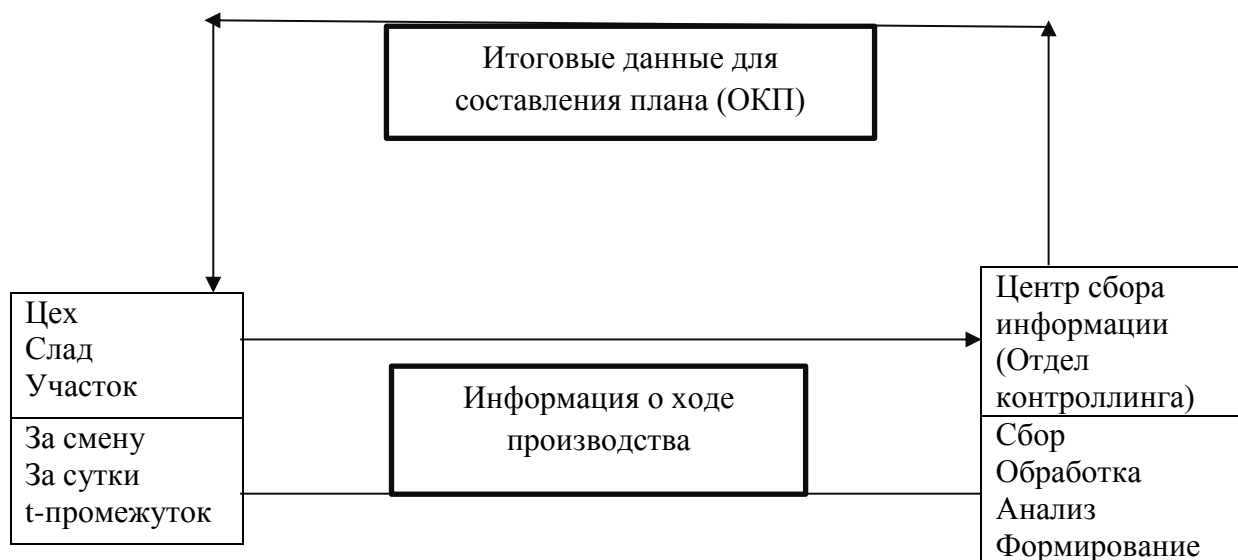 Итоговые данные для
составления плана (ОКП)
Цех
Слад
Участок
За смену
За сутки
t-промежуток
Информация о ходе
производства
Центр сбора
информации
(Отдел
контроллинга)
Сбор
Обработка
Анализ
Формирование